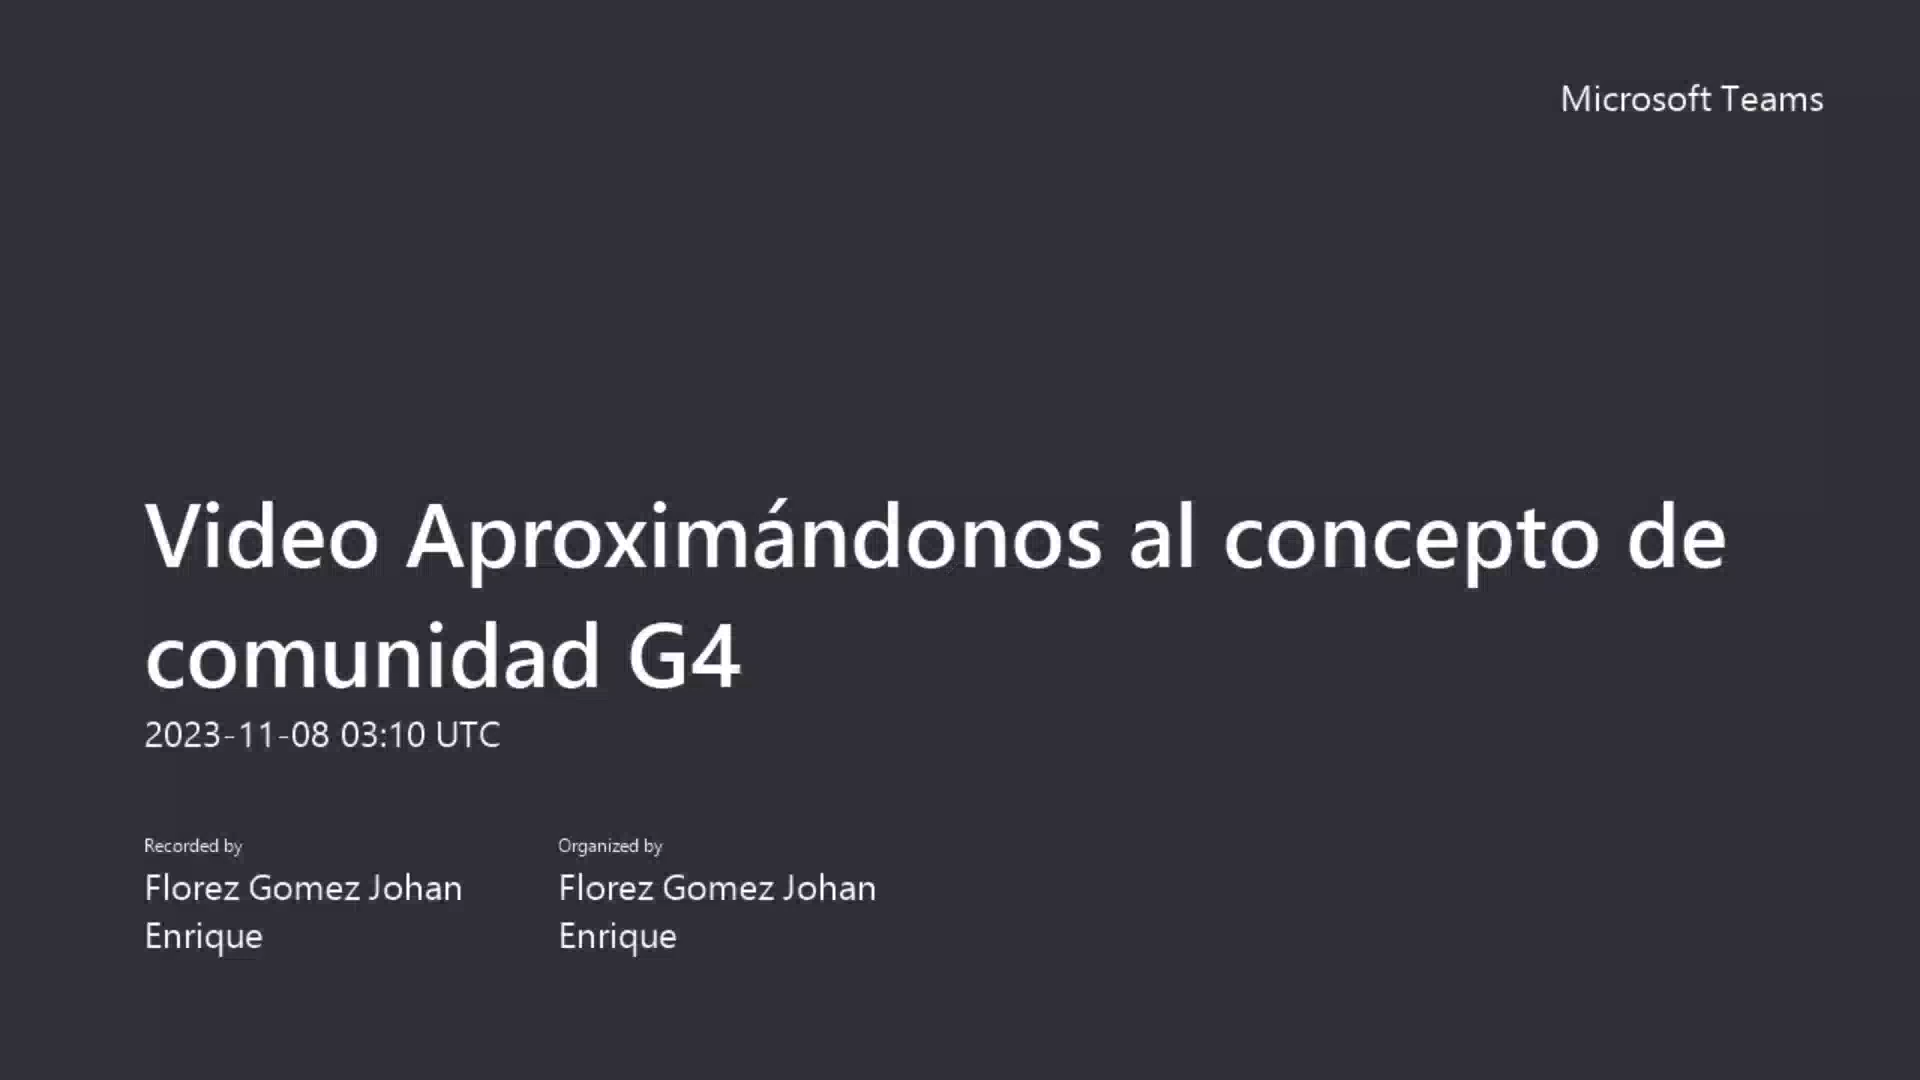 Microsoft Teams
Video Aproximándonos al concepto de
comunidad G4
2023-11-08 03:10 UTC
Recorded by
Florez Gomez Johan
Enrique
Organized by
Florez Gomez Johan
Enrique